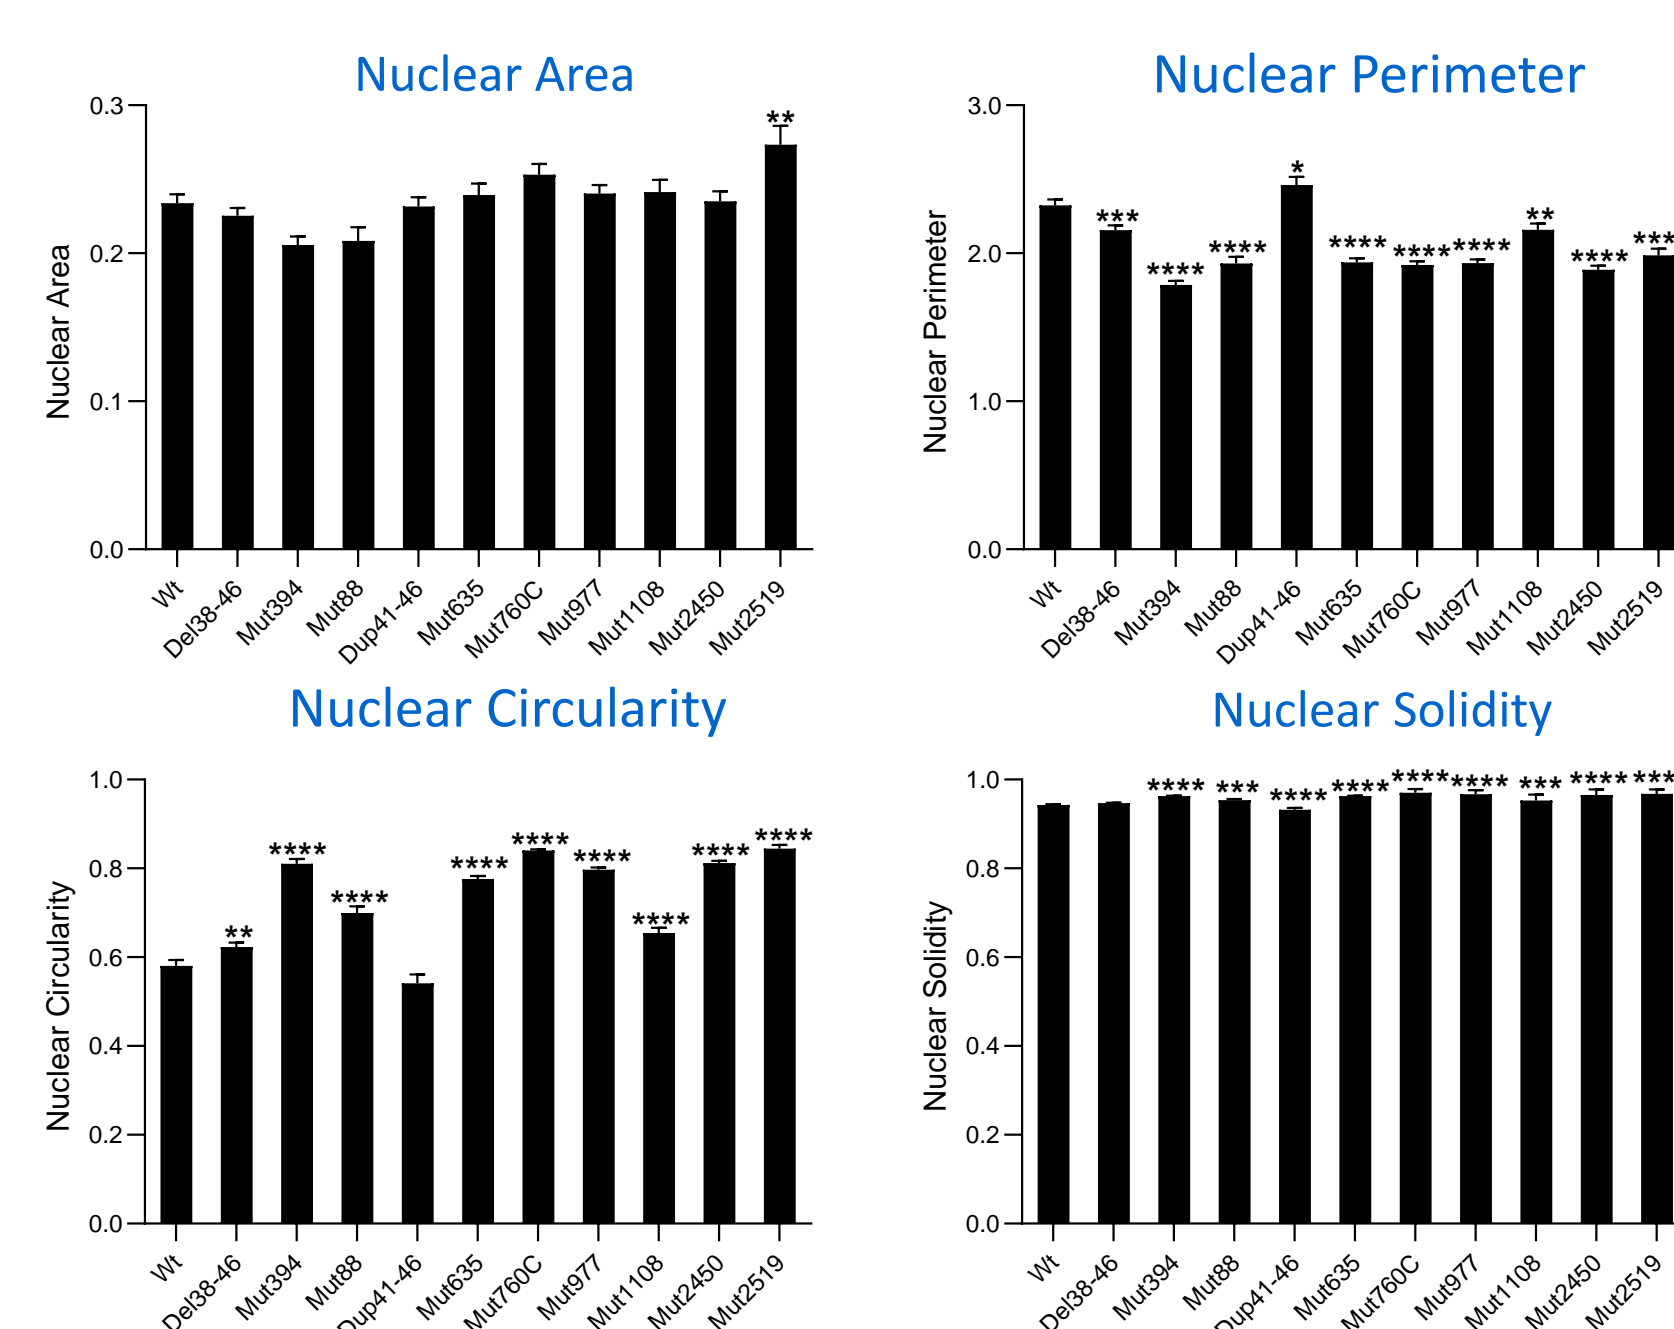 Nuclear Area
Nuclear Perimeter
0.3
0.2
0.1
0.0
Nuclear Area
**
Wt
Del38-46
Mut394
Mut88
Dup41-46
Mut635
Mut760C
Mut977
Mut1108
Mut2450
Mut2519
3.0
2.0
1.0
0.0
Nuclear Perimeter
***
****
****
*
****
****
****
**
****
***
Wt
Del38-46
Mut394
Mut88
Dup41-46
Mut635
Mut760C
Mut977
Mut1108
Mut2450
Mut2519
Nuclear Circularity
Nuclear Solidity
1.0
0.8
0.6
0.4
0.2
0.0
Nuclear Circularity
**
****
****
****
****
****
****
****
****
Wt
Del38-46
Mut394
Mut88
Dup41-46
Mut635
Mut760C
Mut977
Mut1108
Mut2450
Mut2519
1.0
0.8
0.6
0.4
0.2
0.0
Nuclear Solidity
****
***
****
****
****
****
***
****
***
Wt
Del38-46
Mut394
Mut88
Dup41-46
Mut635
Mut760C
Mut977
Mut1108
Mut2450
Mut2519